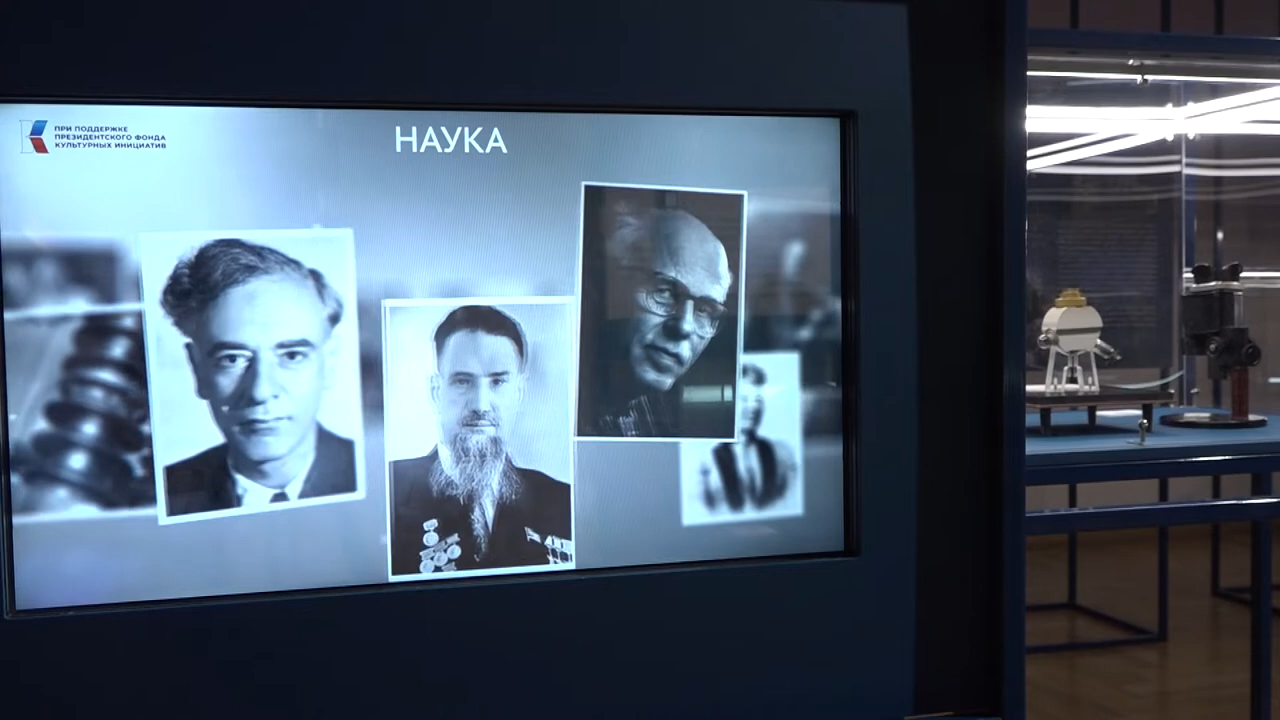 ПРИ ПОДДЕРЖКЕ
ПРЕЗИДЕНТСКОГО ФОНДА
КУЛЬТУРНЫХ ИНИЦИАТИВ
НАУКА